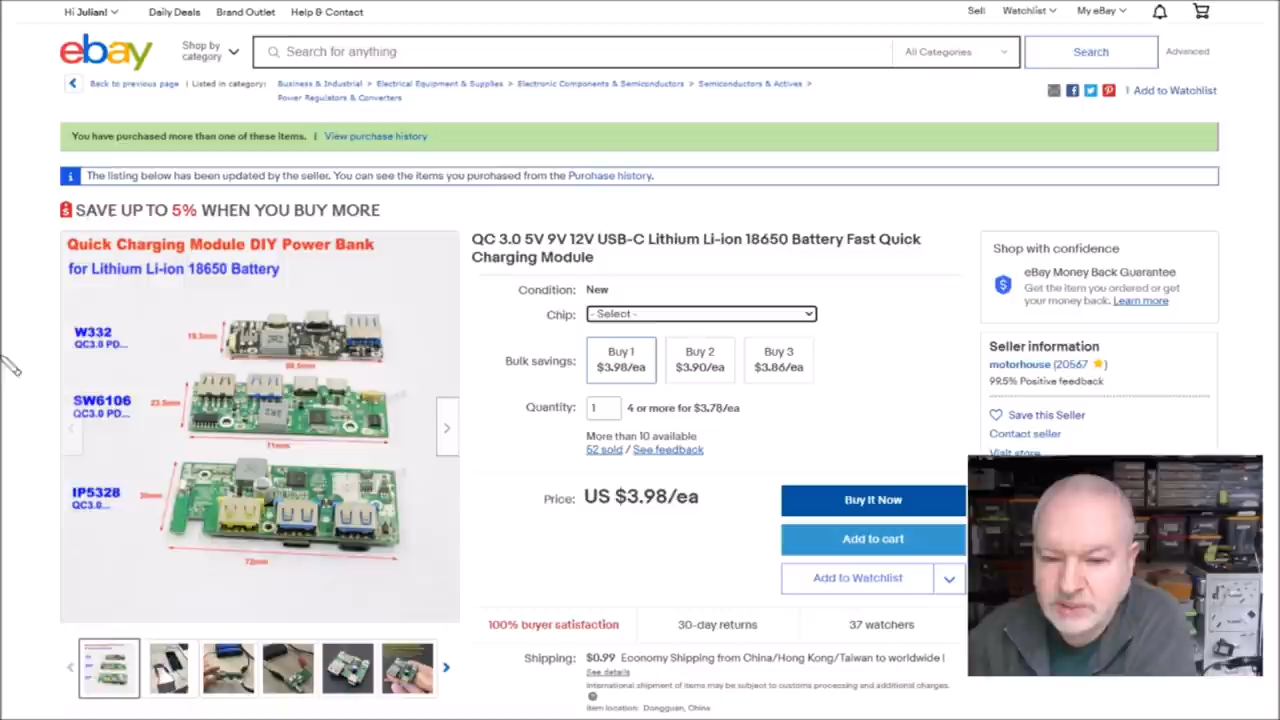 Hi Julian!
Daily Deals
Brand Outlet
Help & Contact
Sell
Watchlist
My eBay
ebay
Shop by category
Search for anything
All Categories
Search
Advanced
Back to previous page | Listed in category:
Business & Industrial > Electrical Equipment & Supplies > Electronic Components & Semiconductors > Semiconductors & Actives >
Power Regulators & Converters
Add to Watchlist
You have purchased more than one of these items. | View purchase history
The listing below has been updated by the seller. You can see the items you purchased from the Purchase history.
SAVE UP TO 5% WHEN YOU BUY MORE
Quick Charging Module DIY Power Bank
for Lithium Li-ion 18650 Battery
W332
QC3.0 PD...
SW6106
QC3.0 PD...
71mm
IP5328
QC3.0...
72mm
QC 3.0 5V 9V 12V USB-C Lithium Li-ion 18650 Battery Fast Quick
Charging Module
Condition: New
Chip: - Select -
Bulk savings:
Buy 1
$3.98/ea
Buy 2
$3.90/ea
Buy 3
$3.86/ea
Quantity: 1 4 or more for $3.78/ea
More than 10 available
52 sold / See feedback
Price: US $3.98/ea
Buy It Now
Add to cart
Add to Watchlist
100% buyer satisfaction
30-day returns
37 watchers
Shipping: $0.99 Economy Shipping from China/Hong Kong/Taiwan to worldwide |
See details
International shipment of items may be subject to customs processing and additional charges.
Item location: Dongguan, China
Shop with confidence
eBay Money Back Guarantee
Get the item you ordered or get
your money back. Learn more
Seller information
motorhouse (20567)
99.5% Positive feedback
Save this Seller
Contact seller
Visit store